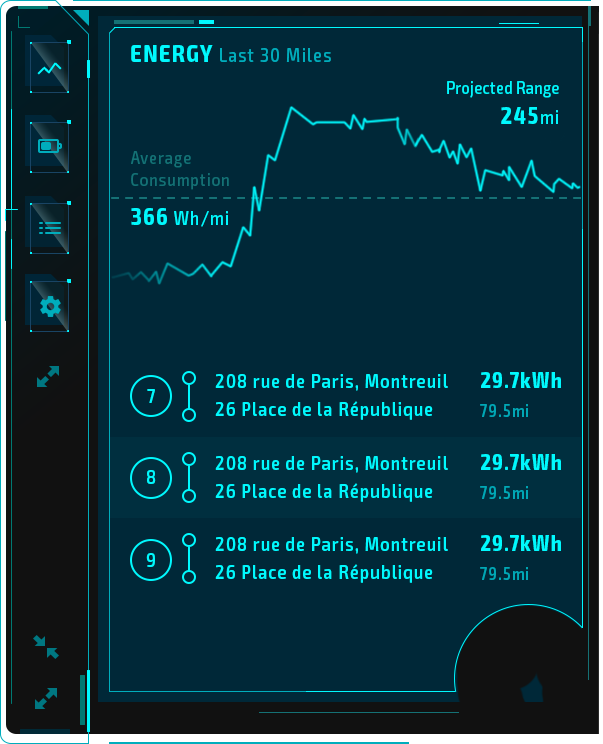 ENERGY Last 30 Miles
Projected Range
245mi
Average
Consumption
366 Wh/mi
7
208 rue de Paris, Montreuil
29.7kWh
26 Place de la République
79.5mi
8
208 rue de Paris, Montreuil
29.7kWh
26 Place de la République
79.5mi
9
208 rue de Paris, Montreuil
29.7kWh
26 Place de la République
79.5mi